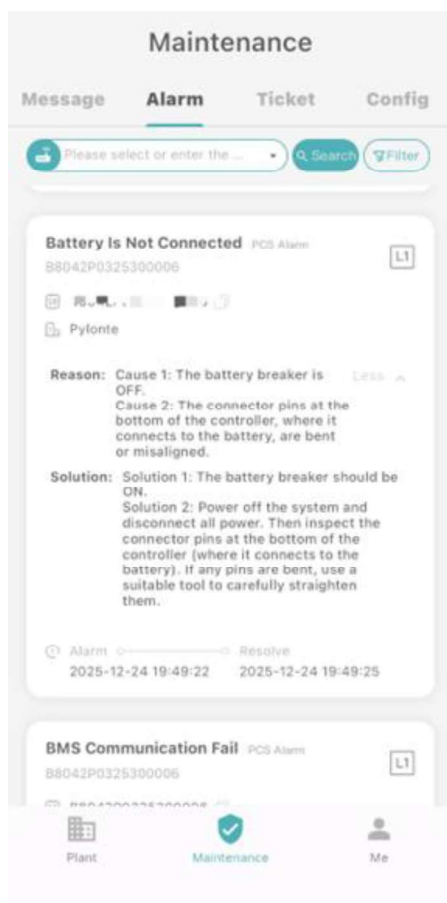 Maintenance
Message Alarm Ticket Config
Please select or enter the ... Search Filter
Battery Is Not Connected PCS Alarm L1
B8042P0325300006
Pylonte
Reason: Cause 1: The battery breaker is Less
OFF.
Cause 2: The connector pins at the
bottom of the controller, where it
connects to the battery, are bent
or misaligned.
Solution: Solution 1: The battery breaker should be
ON.
Solution 2: Power off the system and
disconnect all power. Then inspect the
connector pins at the bottom of the
controller (where it connects to the
battery). If any pins are bent, use a
suitable tool to carefully straighten
them.
Alarm Resolve
2025-12-24 19:49:22 2025-12-24 19:49:25
BMS Communication Fail PCS Alarm L1
B8042P0325300006
Plant Maintenance Me